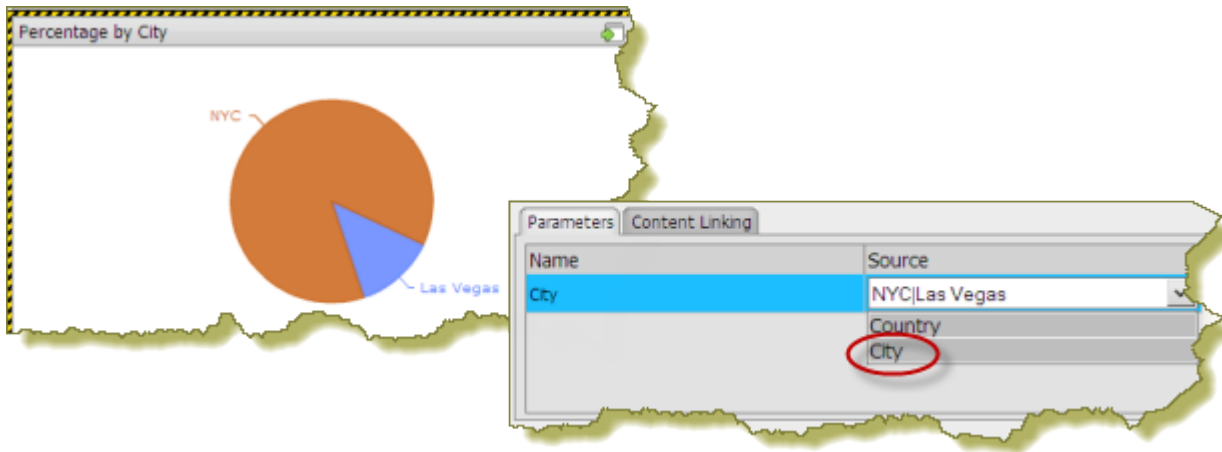 Percentage by City
NYC
Las Vegas
Parameters Content Linking
Name Source
City NYC|Las Vegas
Country
City